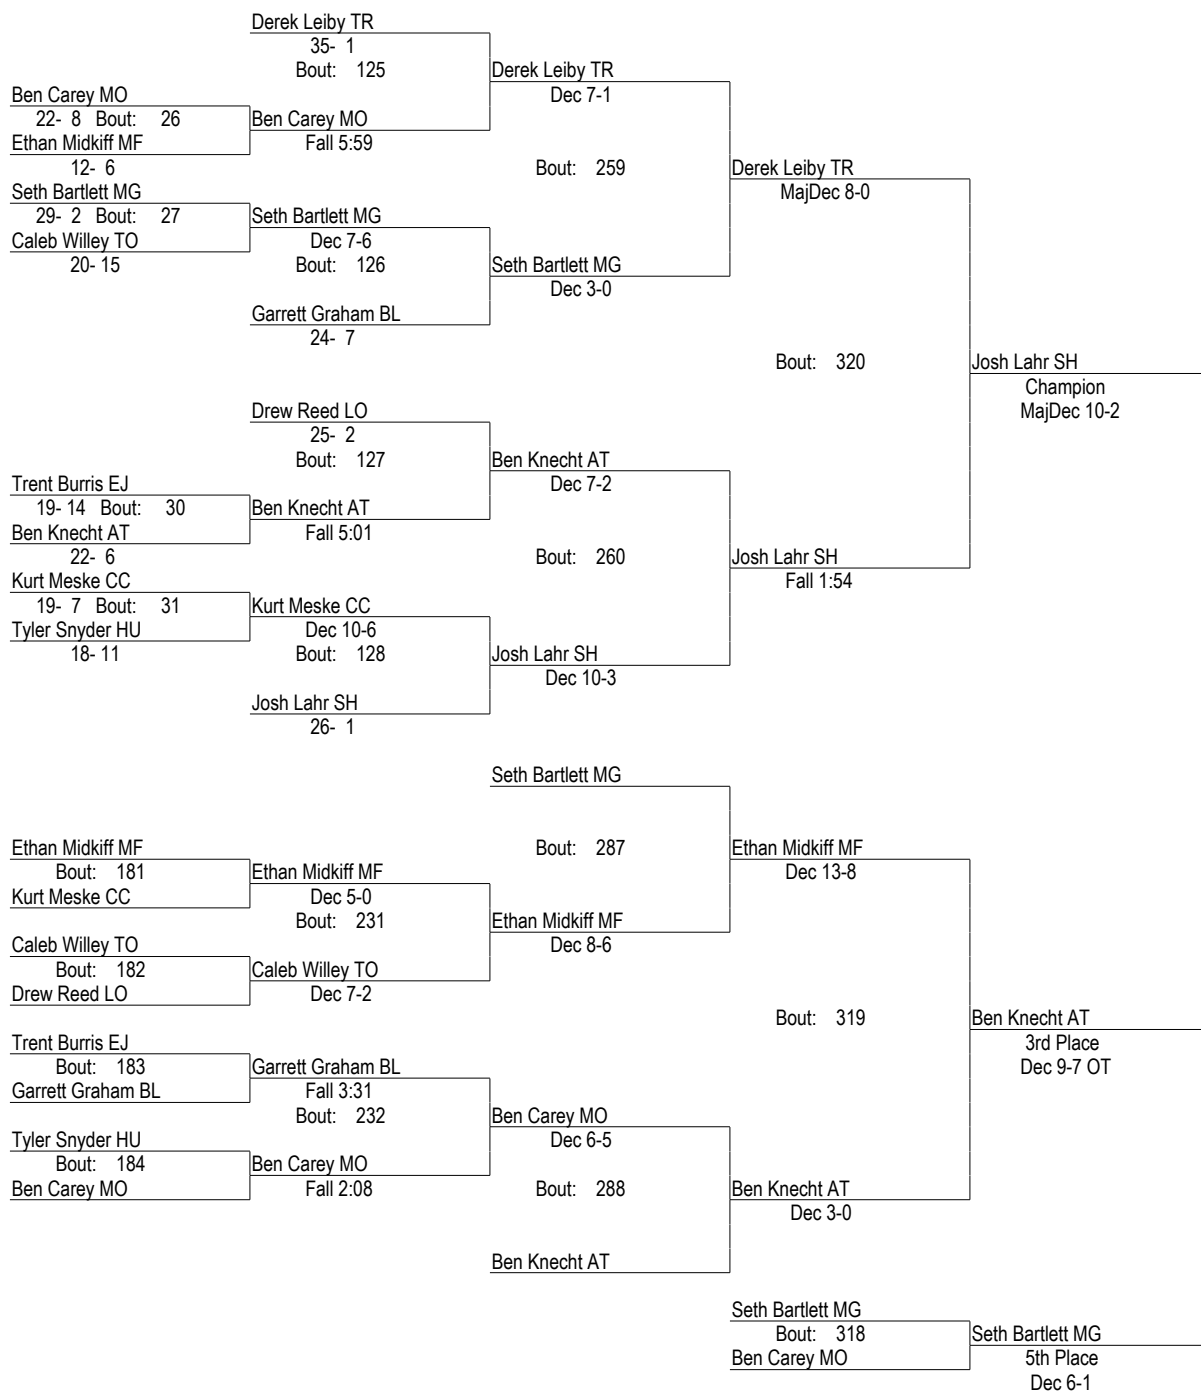 Derek Leiby TR
35- 1
Bout: 125
Derek Leiby TR
Dec 7-1
Ben Carey MO
22- 8 Bout: 26
Ben Carey MO
Ethan Midkiff MF
Fall 5:59
12- 6
Bout: 259
Derek Leiby TR
MajDec 8-0
Seth Bartlett MG
29- 2 Bout: 27
Seth Bartlett MG
Caleb Willey TO
Dec 7-6
20- 15
Bout: 126
Seth Bartlett MG
Dec 3-0
Garrett Graham BL
24- 7
Bout: 320
Josh Lahr SH
Champion
MajDec 10-2
Drew Reed LO
25- 2
Bout: 127
Ben Knecht AT
Dec 7-2
Trent Burris EJ
19- 14 Bout: 30
Ben Knecht AT
Ben Knecht AT
Fall 5:01
22- 6
Bout: 260
Josh Lahr SH
Fall 1:54
Kurt Meske CC
19- 7 Bout: 31
Kurt Meske CC
Tyler Snyder HU
Dec 10-6
18- 11
Bout: 128
Josh Lahr SH
Dec 10-3
Josh Lahr SH
26- 1
Seth Bartlett MG
Ethan Midkiff MF
Bout: 287
Ethan Midkiff MF
Bout: 181
Ethan Midkiff MF
Dec 13-8
Kurt Meske CC
Dec 5-0
Bout: 231
Ethan Midkiff MF
Dec 8-6
Caleb Willey TO
Bout: 182
Caleb Willey TO
Drew Reed LO
Dec 7-2
Bout: 319
Ben Knecht AT
3rd Place
Dec 9-7 OT
Trent Burris EJ
Bout: 183
Garrett Graham BL
Garrett Graham BL
Fall 3:31
Bout: 232
Ben Carey MO
Dec 6-5
Tyler Snyder HU
Bout: 184
Ben Carey MO
Ben Carey MO
Fall 2:08
Bout: 288
Ben Knecht AT
Dec 3-0
Ben Knecht AT
Seth Bartlett MG
Bout: 318
Seth Bartlett MG
Ben Carey MO
5th Place
Dec 6-1